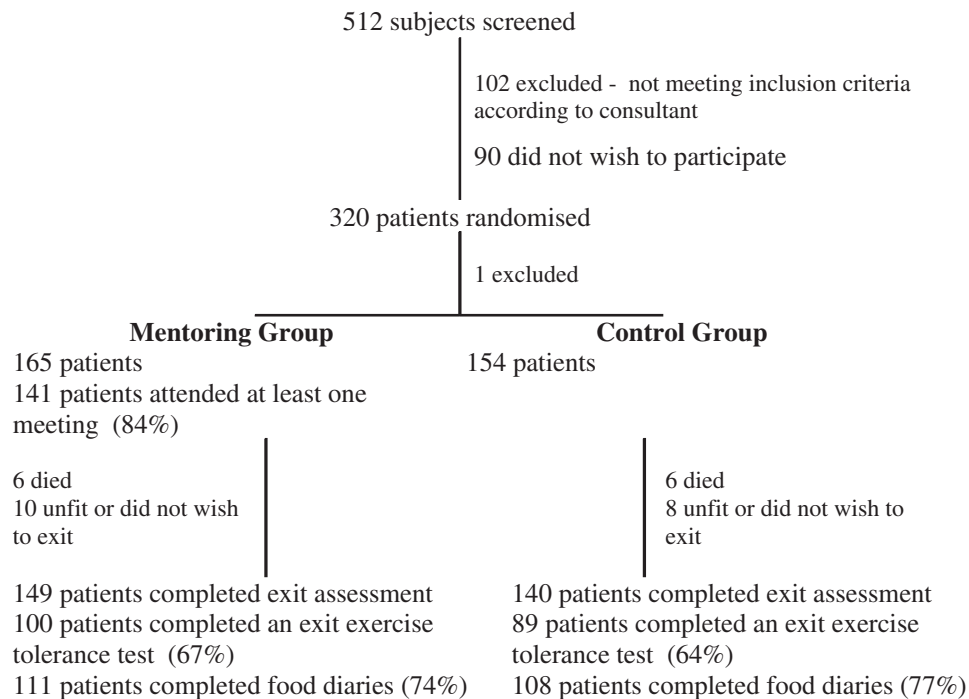 512 subjects screened
102 excluded - not meeting inclusion criteria
according to consultant
90 did not wish to participate
320 patients randomised
1 excluded
Mentoring Group
165 patients
141 patients attended at least one
meeting (84%)
Control Group
154 patients
6 died
10 unfit or did not wish
to exit
6 died
8 unfit or did not wish to
exit
149 patients completed exit assessment
100 patients completed an exit exercise
tolerance test (67%)
111 patients completed food diaries (74%)
140 patients completed exit assessment
89 patients completed an exit exercise
tolerance test (64%)
108 patients completed food diaries (77%)